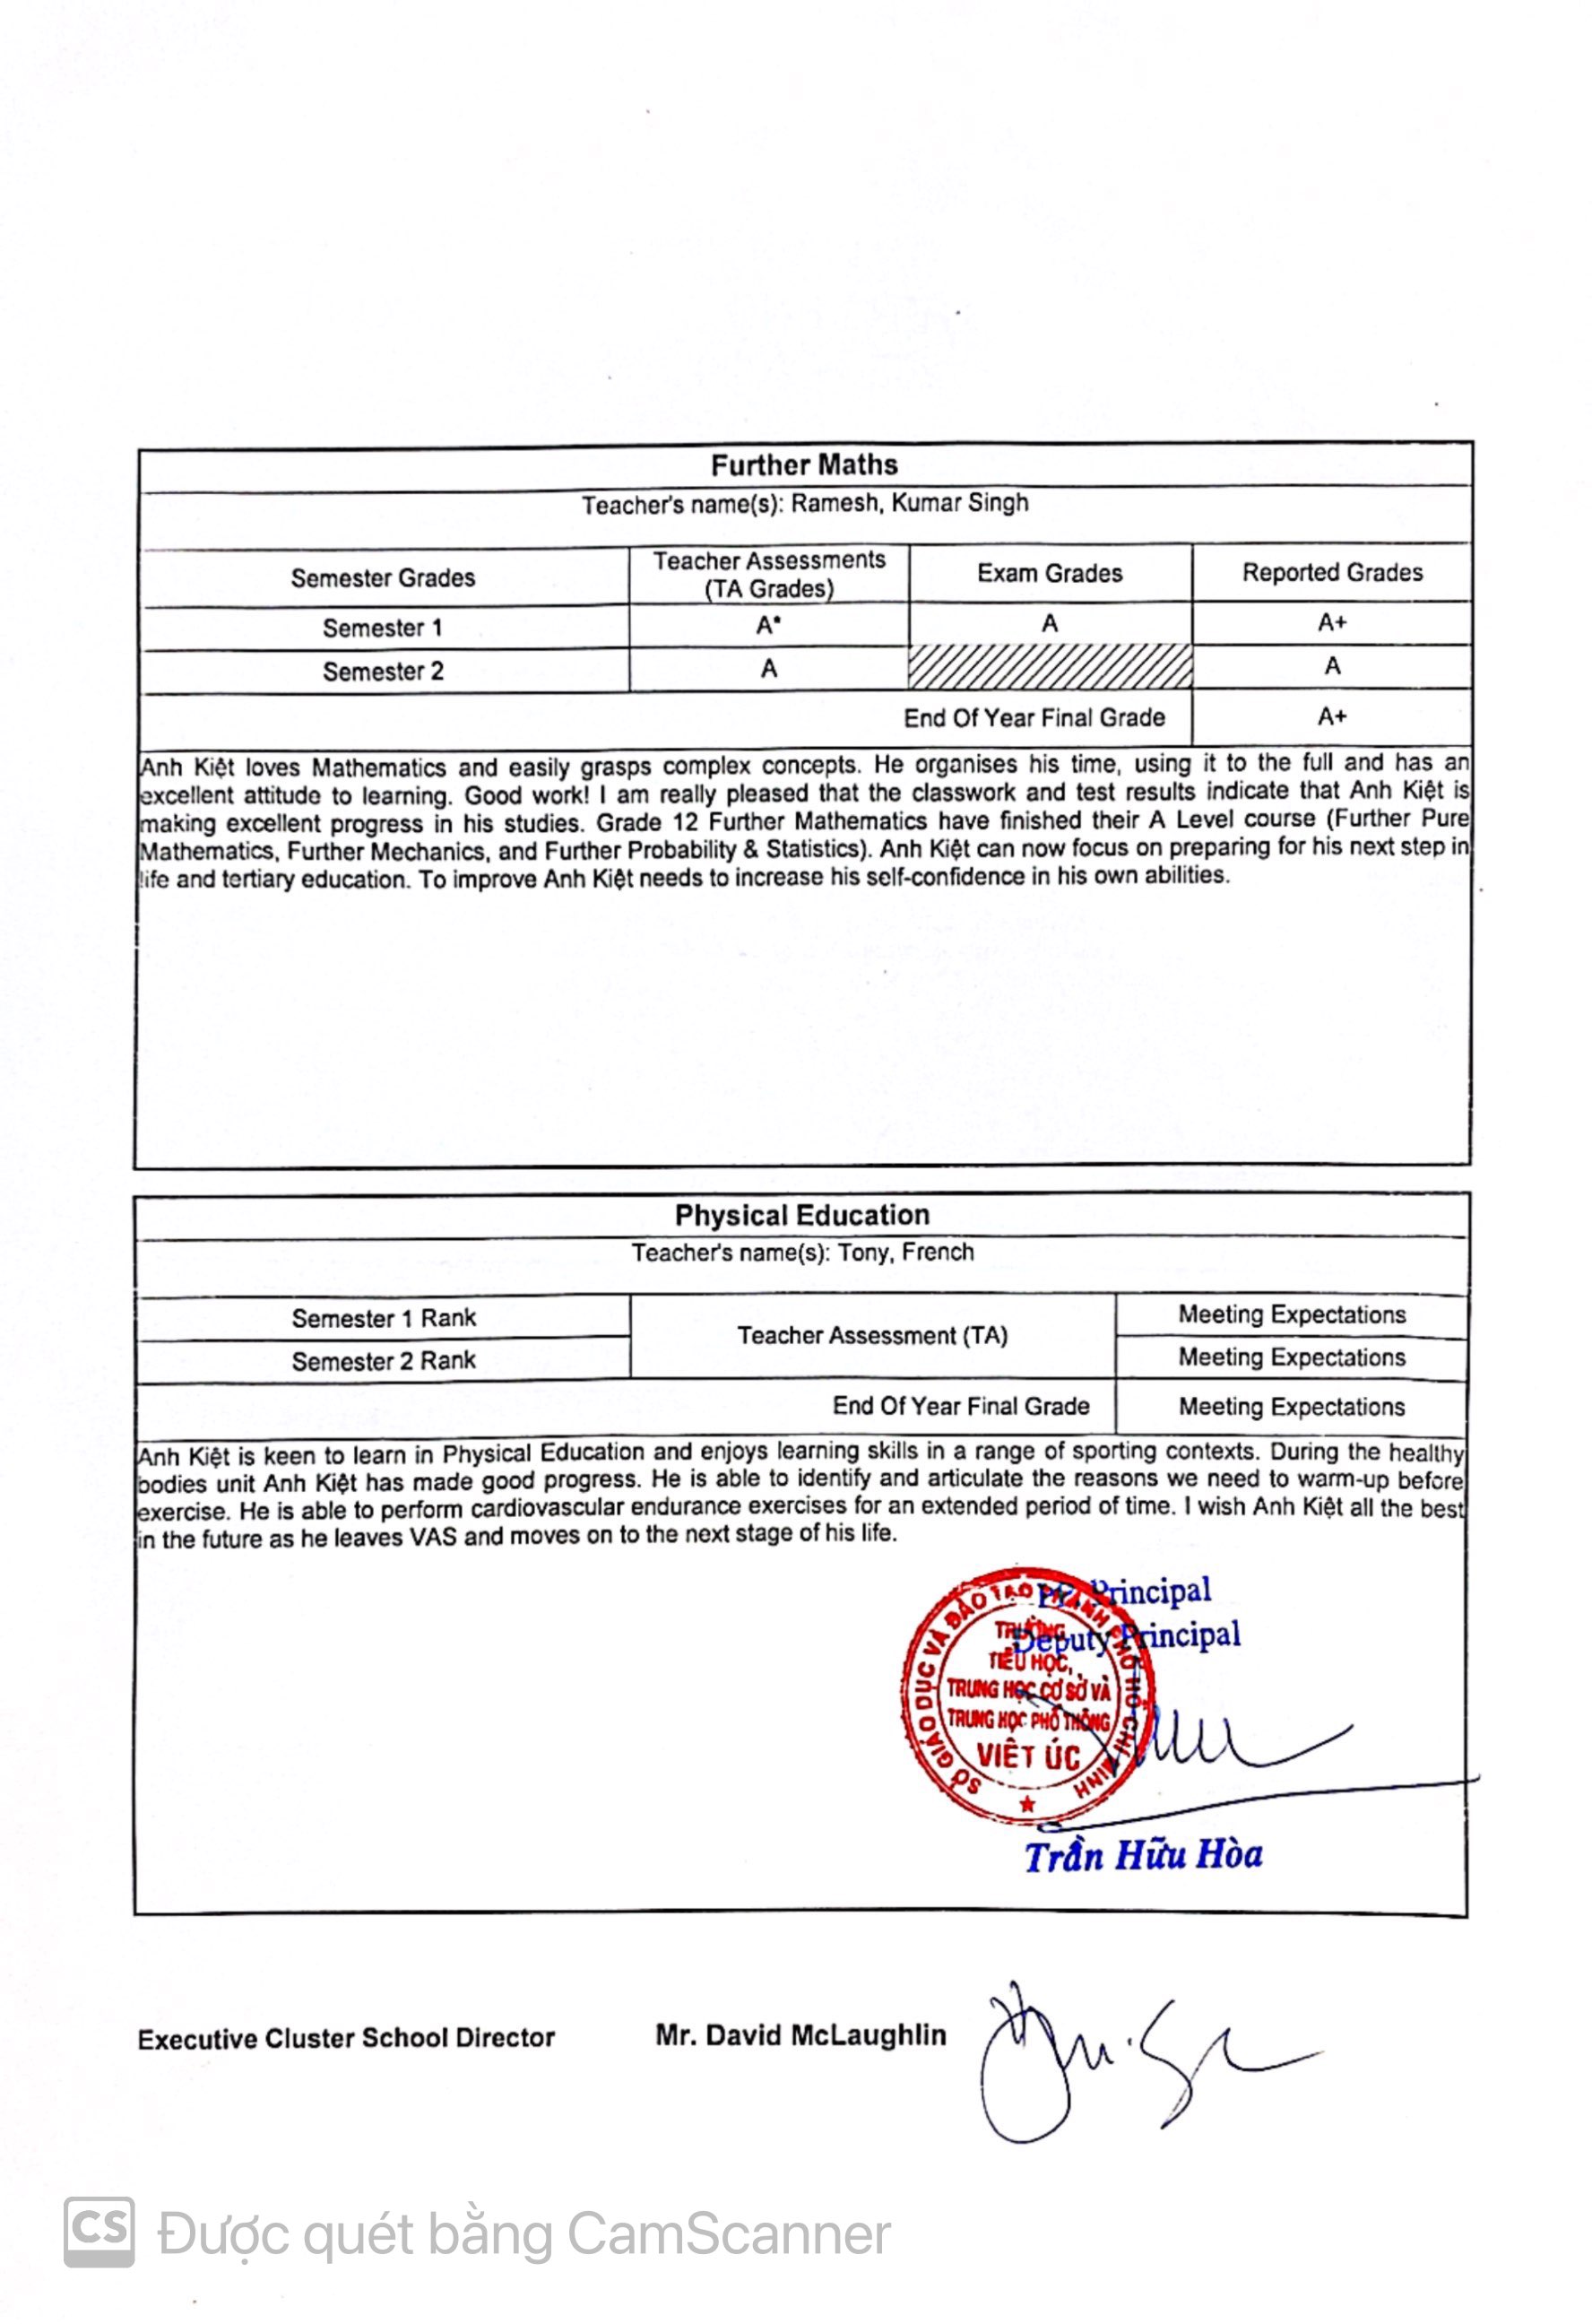 Further Maths
Teacher's name(s): Ramesh, Kumar Singh
Semester Grades
Teacher Assessments
(TA Grades)
Exam Grades
Reported Grades
Semester 1
A*
A
A+
Semester 2
A
A
End Of Year Final Grade
A+
Anh Kiệt loves Mathematics and easily grasps complex concepts. He organises his time, using it to the full and has an
excellent attitude to learning. Good work! I am really pleased that the classwork and test results indicate that Anh Kiệt is
making excellent progress in his studies. Grade 12 Further Mathematics have finished their A Level course (Further Pure
Mathematics, Further Mechanics, and Further Probability & Statistics). Anh Kiệt can now focus on preparing for his next step in
life and tertiary education. To improve Anh Kiệt needs to increase his self-confidence in his own abilities.
Physical Education
Teacher's name(s): Tony, French
Semester 1 Rank
Teacher Assessment (TA)
Meeting Expectations
Semester 2 Rank
Meeting Expectations
End Of Year Final Grade
Meeting Expectations
Anh Kiệt is keen to learn in Physical Education and enjoys learning skills in a range of sporting contexts. During the healthy
bodies unit Anh Kiệt has made good progress. He is able to identify and articulate the reasons we need to warm-up before
exercise. He is able to perform cardiovascular endurance exercises for an extended period of time. I wish Anh Kiệt all the best
in the future as he leaves VAS and moves on to the next stage of his life.
Principal
Deputy Principal
SỞ GIÁO DỤC VÀ ĐÀO TẠO THÀNH PHỐ HỒ CHÍ MINH
TRƯỜNG
TIỂU HỌC,
TRUNG HỌC CƠ SỞ VÀ
TRUNG HỌC PHỔ THÔNG
VIỆT ÚC
Trần Hữu Hòa
Executive Cluster School Director
Mr. David McLaughlin
CS Được quét bằng CamScanner